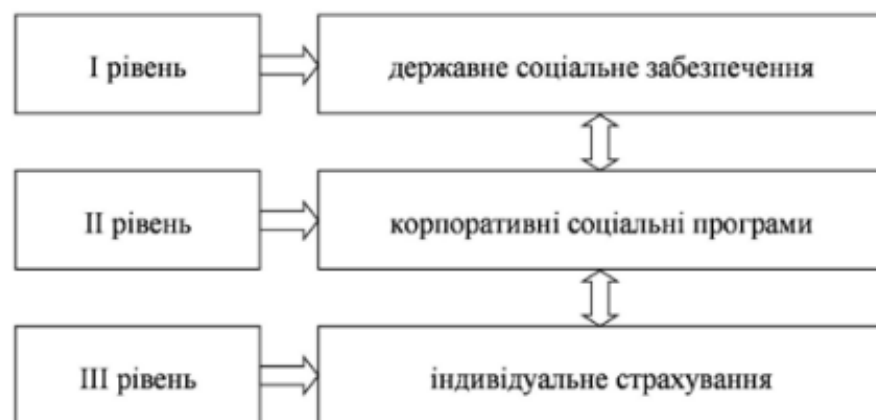 І рівень
державне соціальне забезпечення
ІІ рівень
корпоративні соціальні програми
ІІІ рівень
індивідуальне страхування